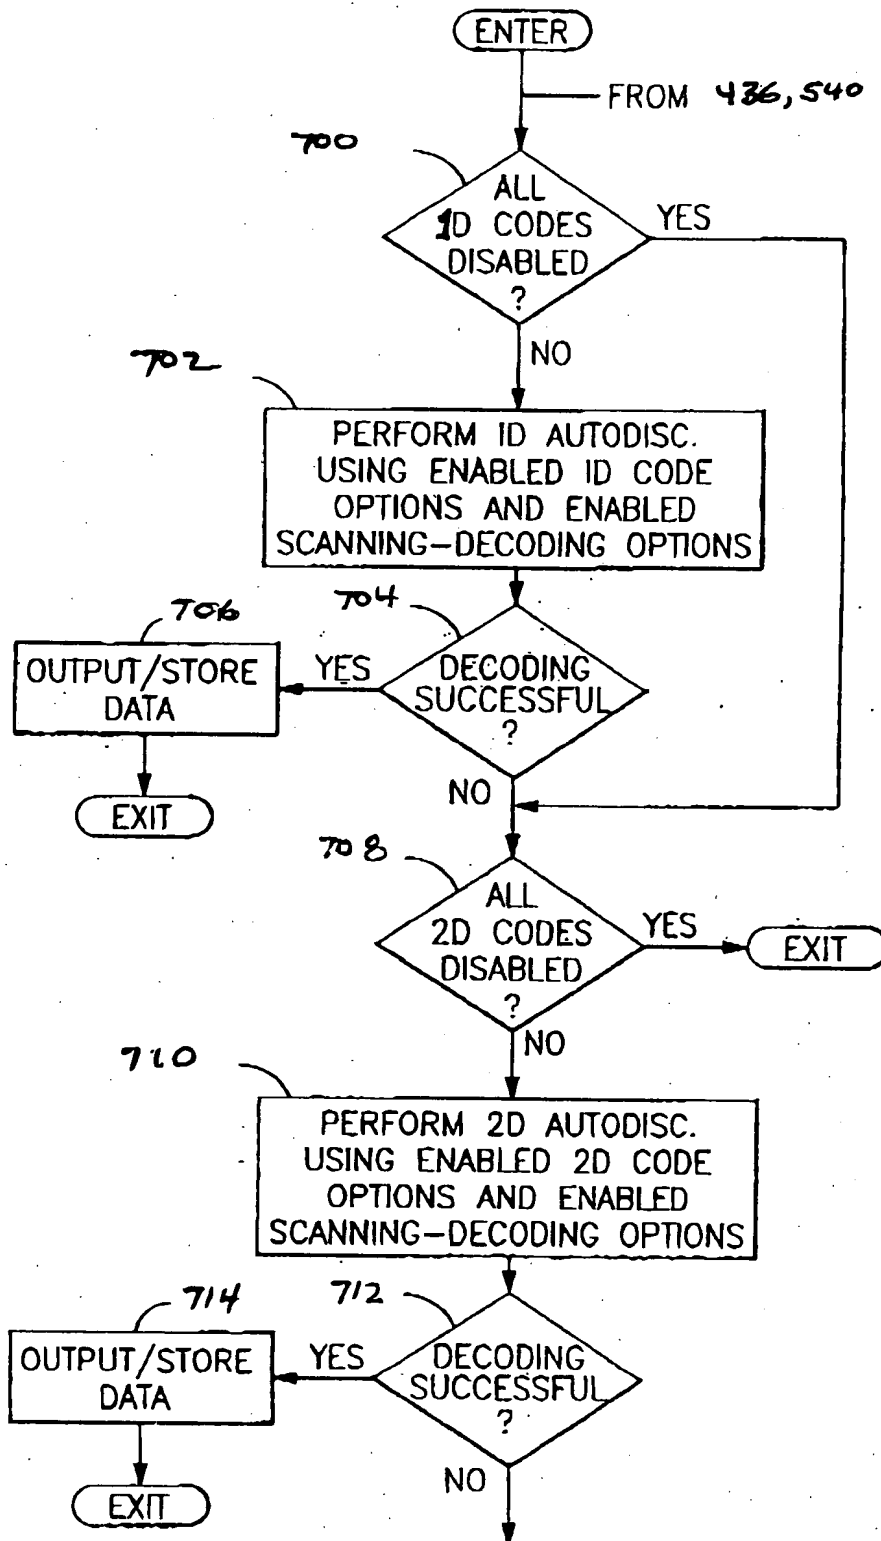 ENTER
FROM 436, 540
700
ALL
1D CODES
DISABLED
?
YES
NO
702
PERFORM ID AUTODISC.
USING ENABLED ID CODE
OPTIONS AND ENABLED
SCANNING-DECODING OPTIONS
704
706
DECODING
SUCCESSFUL
?
YES
OUTPUT/STORE
DATA
EXIT
NO
708
ALL
2D CODES
DISABLED
?
YES
EXIT
NO
710
PERFORM 2D AUTODISC.
USING ENABLED 2D CODE
OPTIONS AND ENABLED
SCANNING-DECODING OPTIONS
712
714
DECODING
SUCCESSFUL
?
YES
OUTPUT/STORE
DATA
EXIT
NO